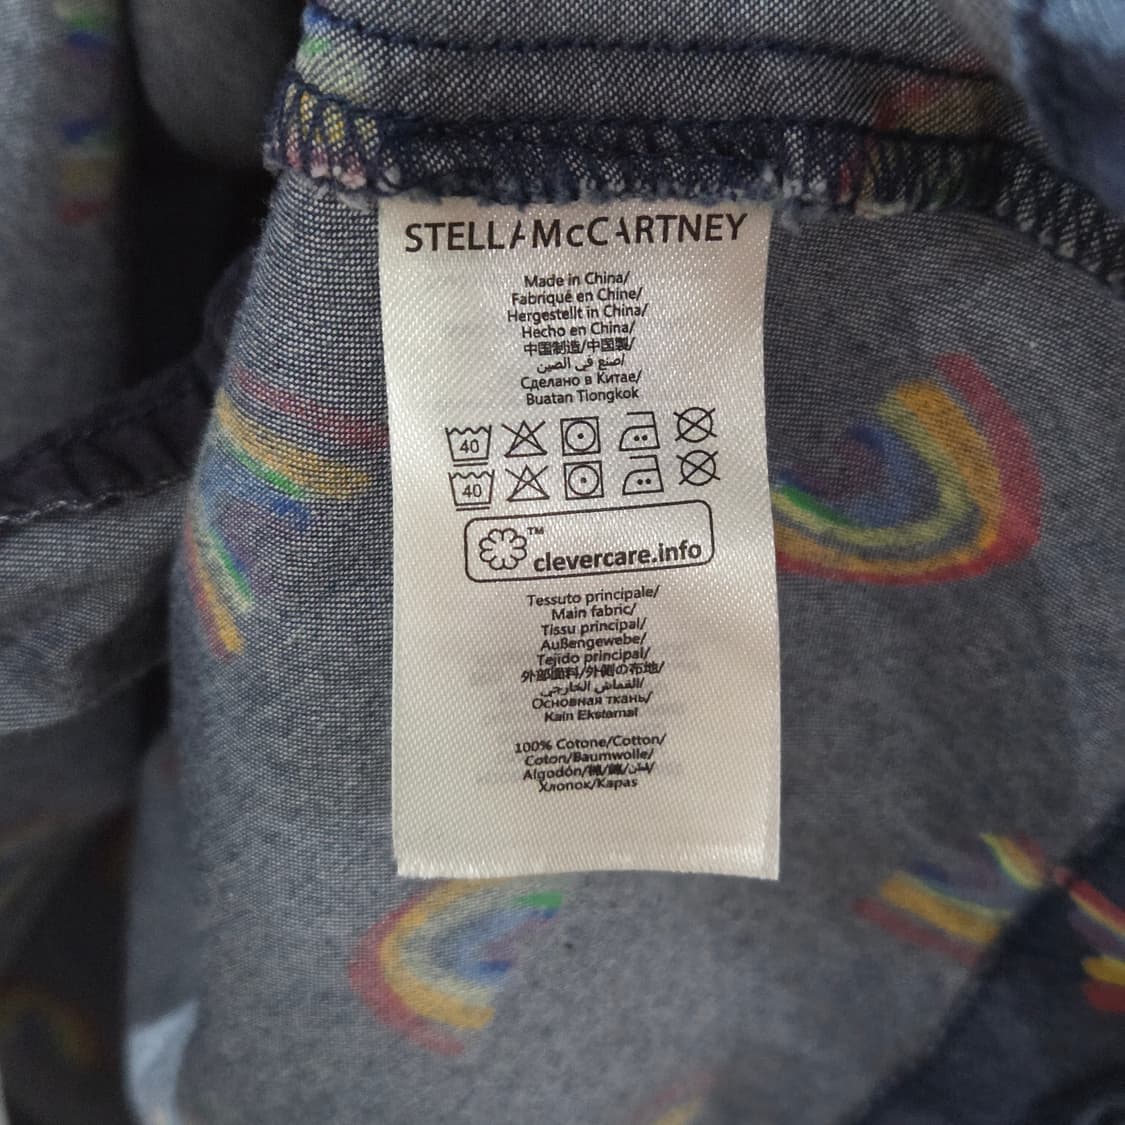 STELLA McCARTNEY
Made in China/
Fabriqué en Chine/
Hergestellt in China/
Hecho en China/
中国制造/中国製/
صنع في الصين/
Сделано в Китае/
Buatan Tiongkok
40
40
TM
clevercare.info
Tessuto principale/
Main fabric/
Tissu principal/
Außengewebe/
Tejido principal/
外部面料/外側の布地/
القماش الخارجي/
Основная ткань/
Kain Eksternal
100% Cotone/Cotton/
Coton/Baumwolle/
Algodón/棉/綿/قطن/
Хлопок/Kapas